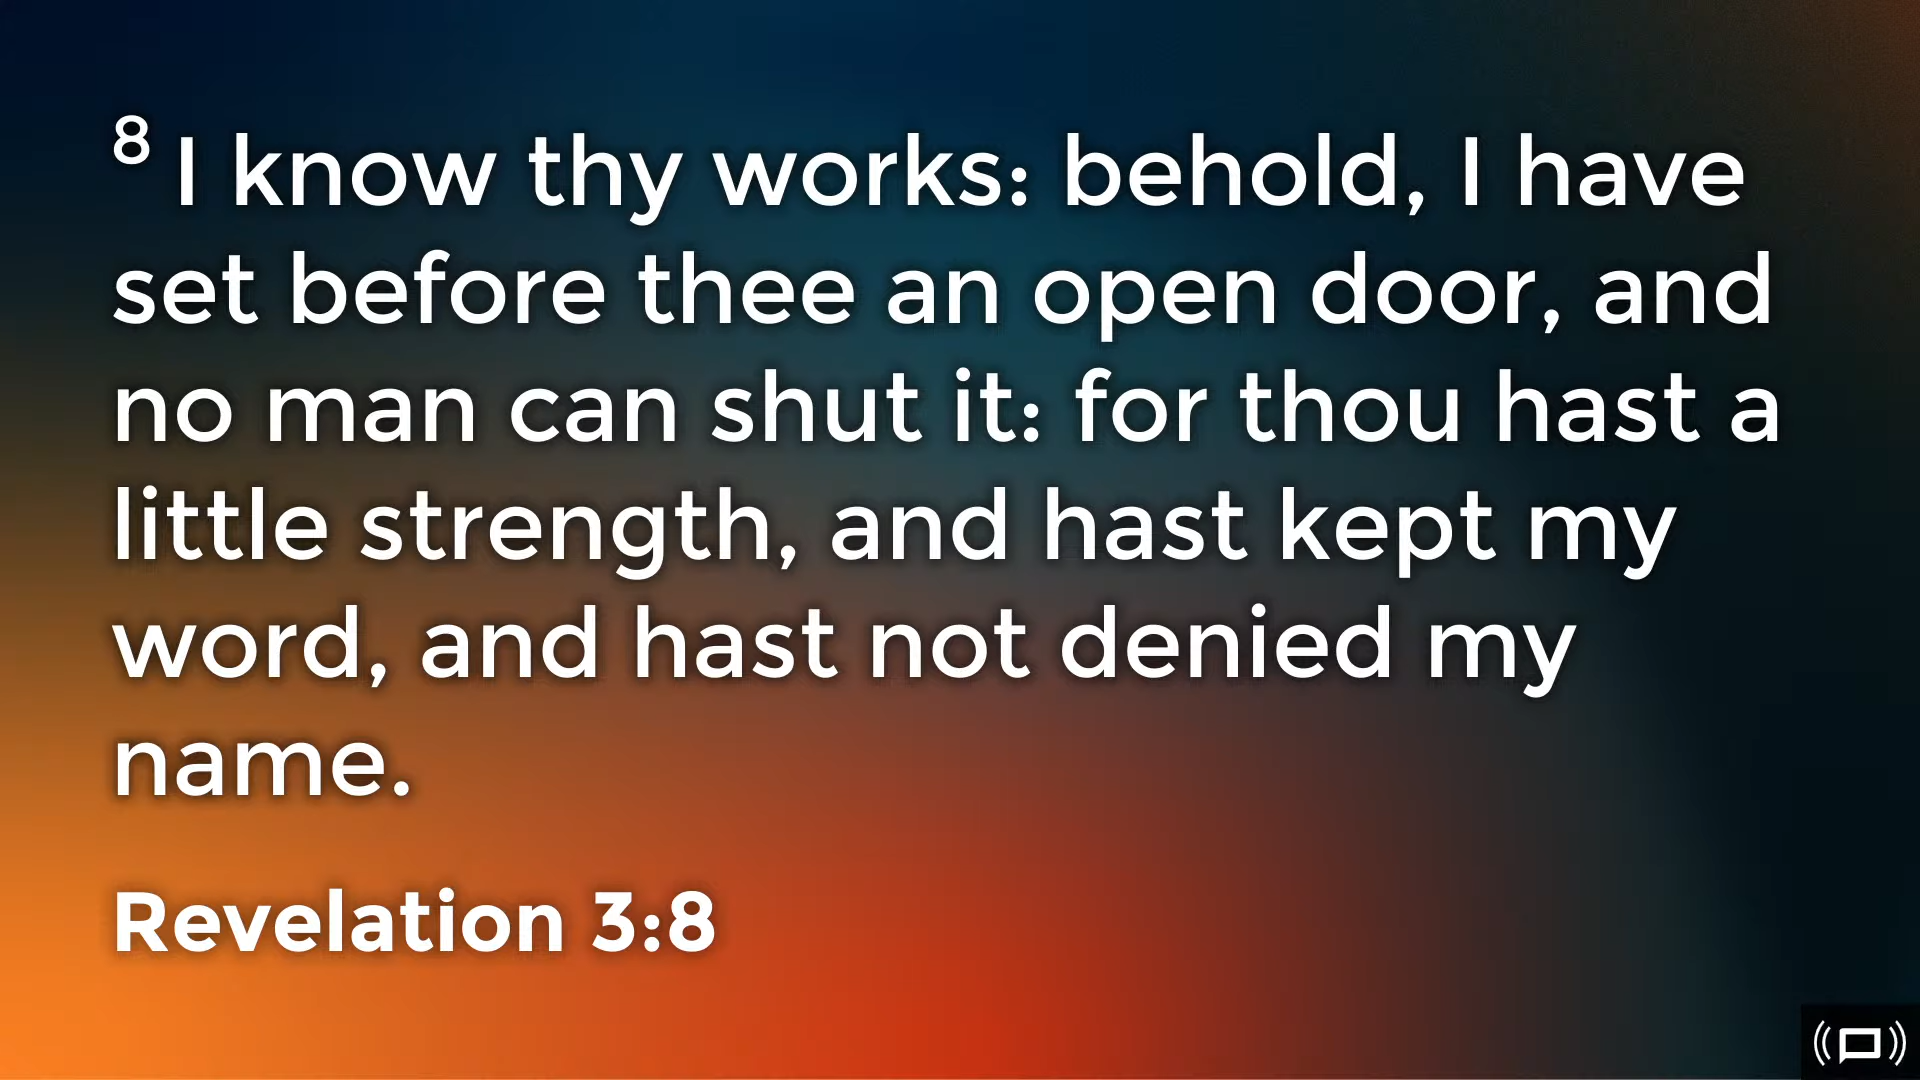 8 I know thy works: behold, I have
set before thee an open door, and
no man can shut it: for thou hast a
little strength, and hast kept my
word, and hast not denied my
name.
Revelation 3:8